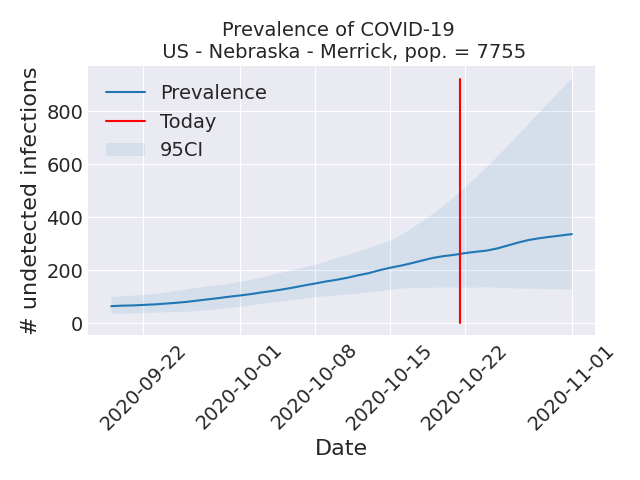 Prevalence of COVID-19
US - Nebraska - Merrick, pop. = 7755
# undetected infections
800
600
400
200
0
Prevalence
Today
95CI
2020-09-22
2020-10-01
2020-10-08
2020-10-15
2020-10-22
2020-11-01
Date